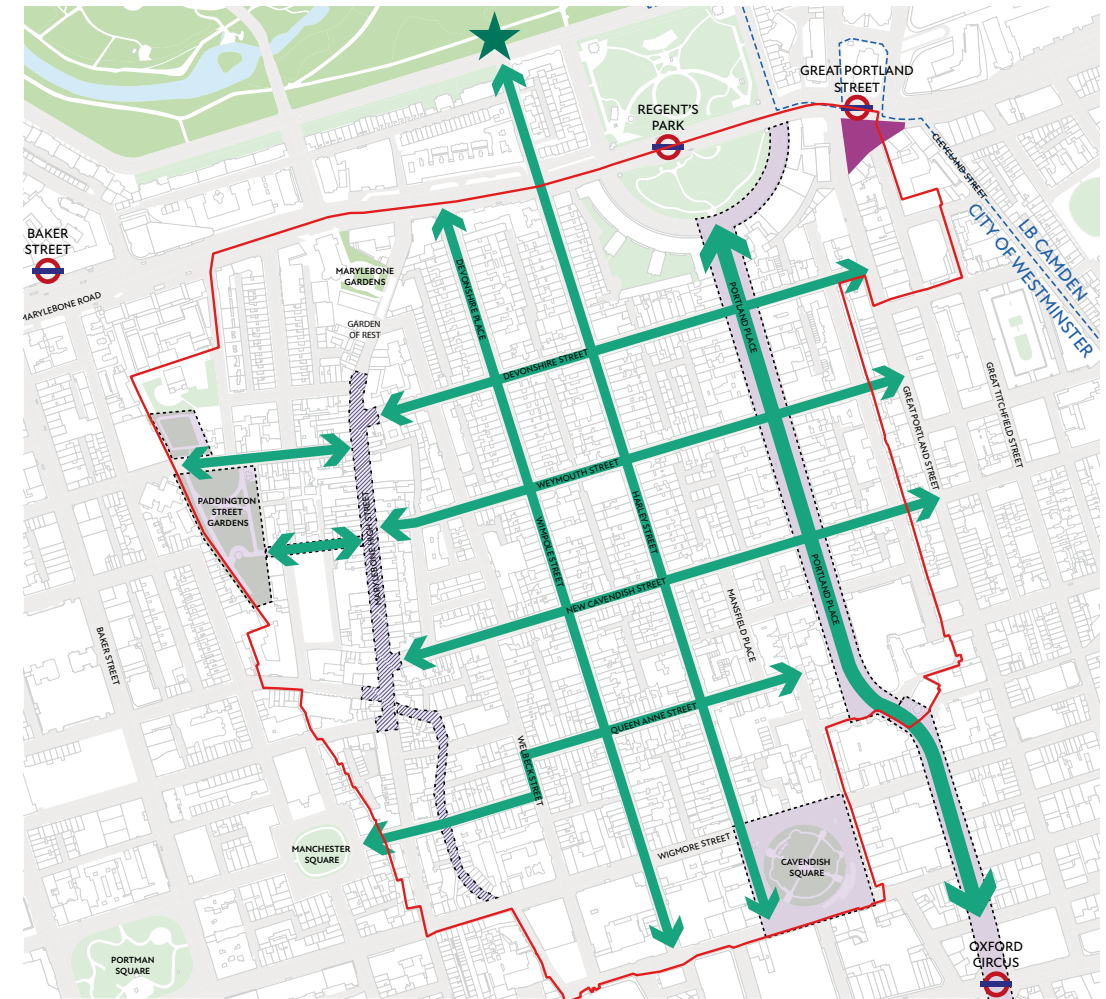 GREAT PORTLAND
STREET
REGENT'S
PARK
CLEVELAND STREET
LB CAMDEN
CITY OF WESTMINSTER
BAKER
STREET
MARYLEBONE ROAD
MARYLEBONE
GARDENS
DEVONSHIRE PLACE
PORTLAND PLACE
GARDEN
OF REST
DEVONSHIRE STREET
GREAT PORTLAND STREET
GREAT TITCHFIELD STREET
WEYMOUTH STREET
PADDINGTON
STREET
GARDENS
MARYLEBONE HIGH STREET
WIMPOLE STREET
HARLEY STREET
PORTLAND PLACE
NEW CAVENDISH STREET
MANSFIELD PLACE
BAKER STREET
QUEEN ANNE STREET
WELBECK STREET
WIGMORE STREET
MANCHESTER
SQUARE
CAVENDISH
SQUARE
PORTMAN
SQUARE
OXFORD
CIRCUS